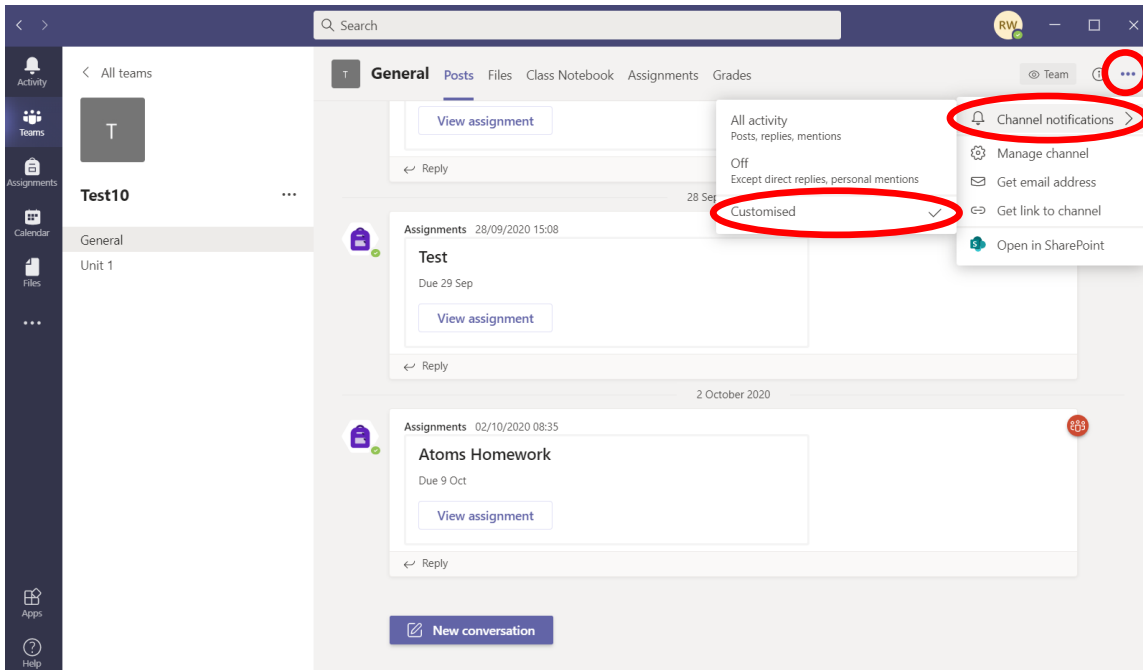 Search
RW
Activity
Teams
Assignments
Calendar
Files
Apps
Help
All teams
T
Test10
General
Unit 1
T
General Posts Files Class Notebook Assignments Grades
Team
View assignment
Reply
Assignments 28/09/2020 15:08
Test
Due 29 Sep
View assignment
Reply
2 October 2020
Assignments 02/10/2020 08:35
Atoms Homework
Due 9 Oct
View assignment
Reply
New conversation
All activity
Posts, replies, mentions
Off
Except direct replies, personal mentions
28 Sep
Customised
Channel notifications
Manage channel
Get email address
Get link to channel
Open in SharePoint